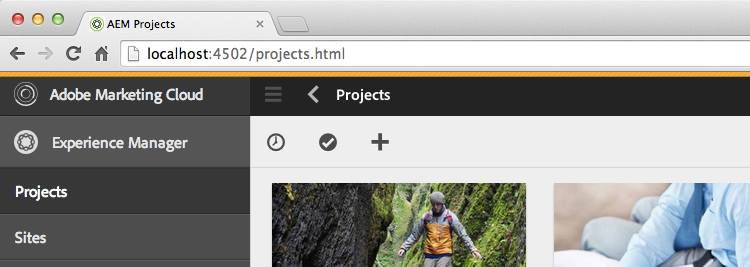 AEM Projects
localhost:4502/projects.html
Adobe Marketing Cloud
Projects
Experience Manager
Projects
Sites